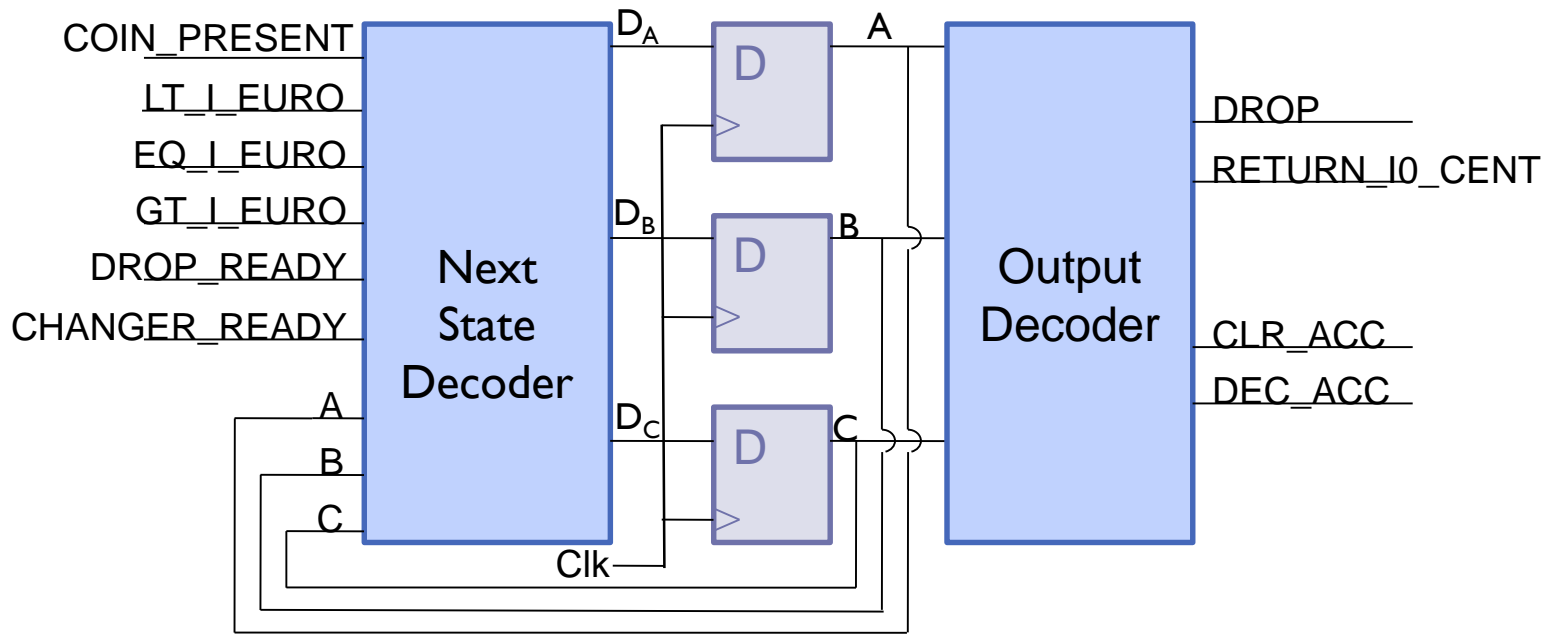 COIN_PRESENT
LT_I_EURO
EQ_I_EURO
GT_I_EURO
DROP_READY
CHANGER_READY
A
B
C
Next
State
Decoder
DA
DB
DC
Clk
D
D
D
A
B
C
Output
Decoder
DROP
RETURN_I0_CENT
CLR_ACC
DEC_ACC